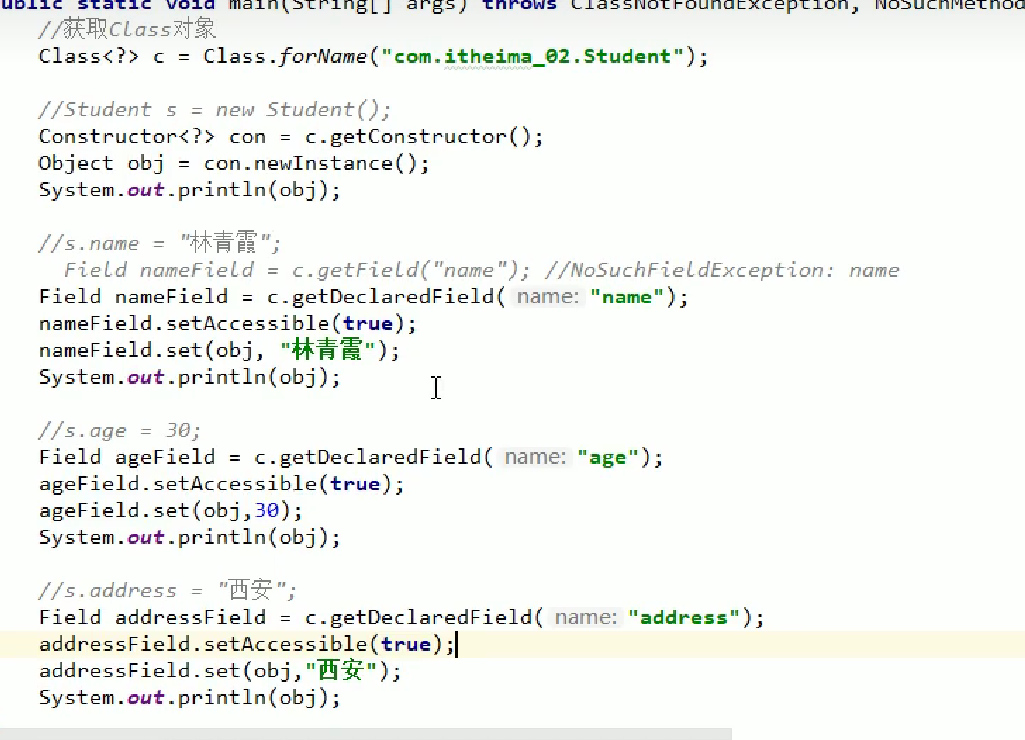 public static void main(String[] args) throws ClassNotFoundException, NoSuchMethod
//获取Class对象
Class<?> c = Class.forName("com.itheima_02.Student");
//Student s = new Student();
Constructor<?> con = c.getConstructor();
Object obj = con.newInstance();
System.out.println(obj);
//s.name = "林青霞";
Field nameField = c.getField("name"); //NoSuchFieldException: name
Field nameField = c.getDeclaredField( name: "name");
nameField.setAccessible(true);
nameField.set(obj, "林青霞");
System.out.println(obj);
//s.age = 30;
Field ageField = c.getDeclaredField( name: "age");
ageField.setAccessible(true);
ageField.set(obj,30);
System.out.println(obj);
//s.address = "西安";
Field addressField = c.getDeclaredField( name: "address");
addressField.setAccessible(true);
addressField.set(obj,"西安");
System.out.println(obj);